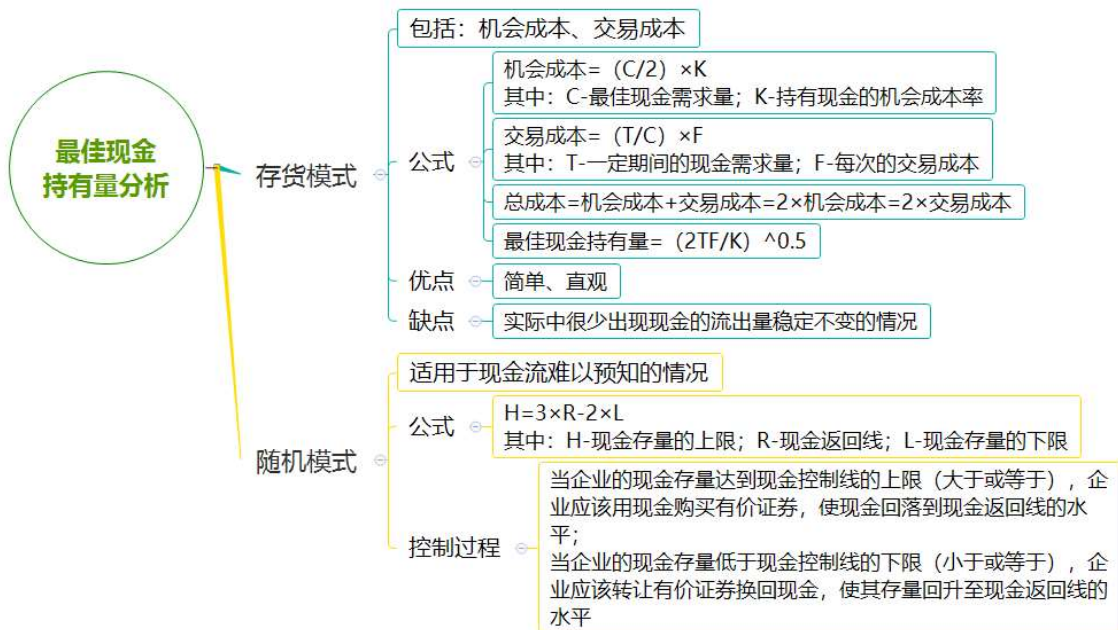 最佳现金
持有量分析
存货模式
包括：机会成本、交易成本
公式
机会成本=（C/2）×K
其中：C-最佳现金需求量；K-持有现金的机会成本率
交易成本=（T/C）×F
其中：T-一定期间的现金需求量；F-每次的交易成本
总成本=机会成本+交易成本=2×机会成本=2×交易成本
最佳现金持有量=（2TF/K）^0.5
优点
简单、直观
缺点
实际中很少出现现金的流出量稳定不变的情况
随机模式
适用于现金流难以预知的情况
公式
H=3×R-2×L
其中：H-现金存量的上限；R-现金返回线；L-现金存量的下限
控制过程
当企业的现金存量达到现金控制线的上限（大于或等于），企
业应该用现金购买有价证券，使现金回落到现金返回线的水
平；
当企业的现金存量低于现金控制线的下限（小于或等于），企
业应该转让有价证券换回现金，使其存量回升至现金返回线的
水平